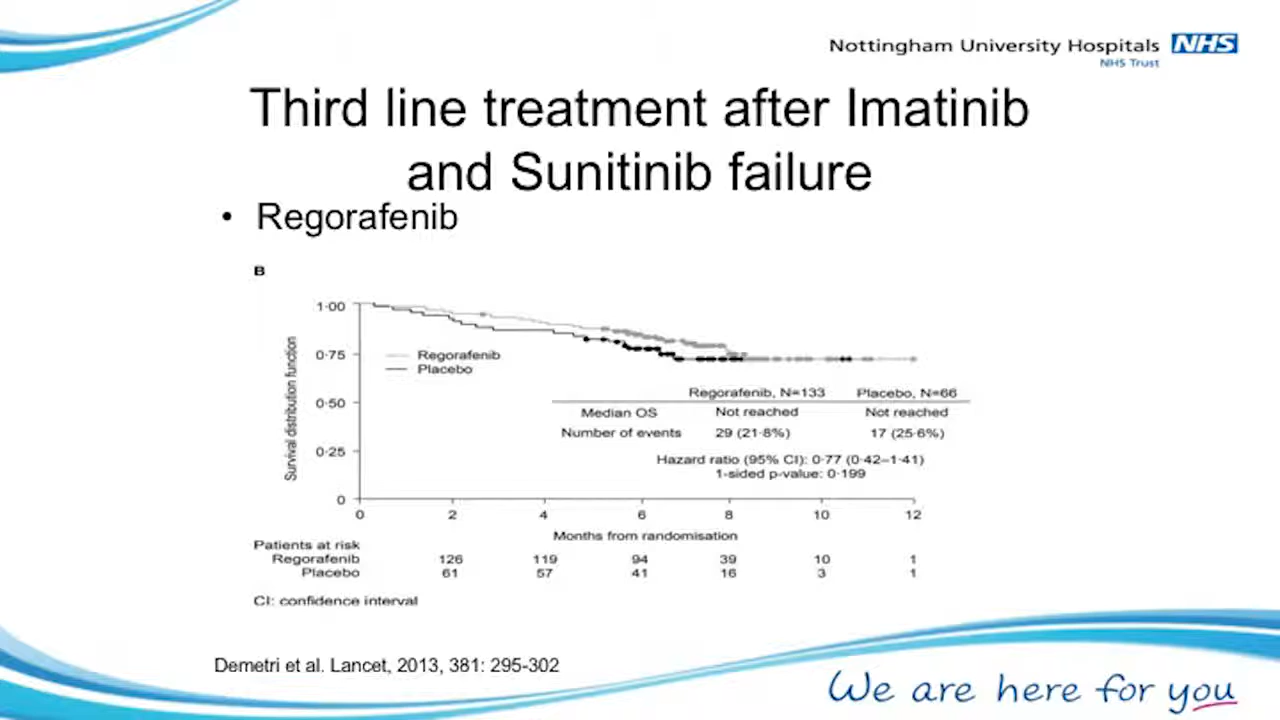 Nottingham University Hospitals NHS
NHS Trust
Third line treatment after Imatinib
and Sunitinib failure
• Regorafenib
B
1·00
0·75
0·50
0·25
0
Survival distribution function
Regorafenib
Placebo
Regorafenib, N=133 Placebo, N=66
Median OS Not reached Not reached
Number of events 29 (21·8%) 17 (25·6%)
Hazard ratio (95% CI): 0·77 (0·42–1·41)
1-sided p-value: 0·199
0 2 4 6 8 10 12
Months from randomisation
Patients at risk
Regorafenib 126 119 94 39 10 1
Placebo 61 57 41 16 3 1
CI: confidence interval
Demetri et al. Lancet, 2013, 381: 295-302
We are here for you